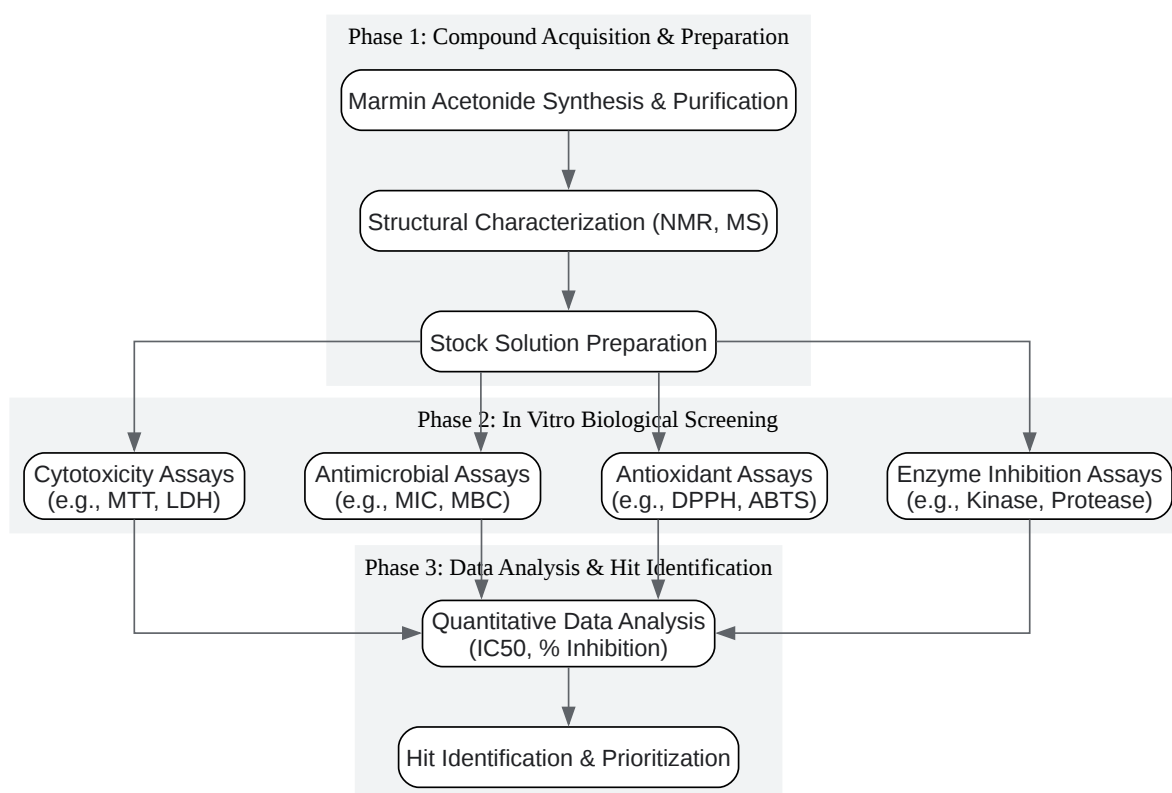 Phase 1: Compound Acquisition & Preparation
Marmin Acetonide Synthesis & Purification
Structural Characterization (NMR, MS)
Stock Solution Preparation
Phase 2: In Vitro Biological Screening
Cytotoxicity Assays
(e.g., MTT, LDH)
Antimicrobial Assays
(e.g., MIC, MBC)
Antioxidant Assays
(e.g., DPPH, ABTS)
Enzyme Inhibition Assays
(e.g., Kinase, Protease)
Phase 3: Data Analysis & Hit Identification
Quantitative Data Analysis
(IC50, % Inhibition)
Hit Identification & Prioritization